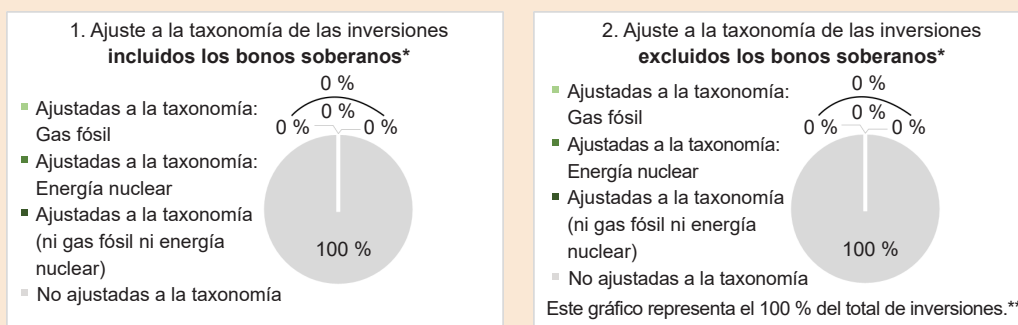 1. Ajuste a la taxonomía de las inversiones
incluidos los bonos soberanos*
0 %
0 %
0 %
0 %
Ajustadas a la taxonomía:
Gas fósil
Ajustadas a la taxonomía:
Energía nuclear
Ajustadas a la taxonomía
(ni gas fósil ni energía
nuclear)
No ajustadas a la taxonomía
100 %
2. Ajuste a la taxonomía de las inversiones
excluidos los bonos soberanos*
0 %
0 %
0 %
0 %
Ajustadas a la taxonomía:
Gas fósil
Ajustadas a la taxonomía:
Energía nuclear
Ajustadas a la taxonomía
(ni gas fósil ni energía
nuclear)
No ajustadas a la taxonomía
100 %
Este gráfico representa el 100 % del total de inversiones.**